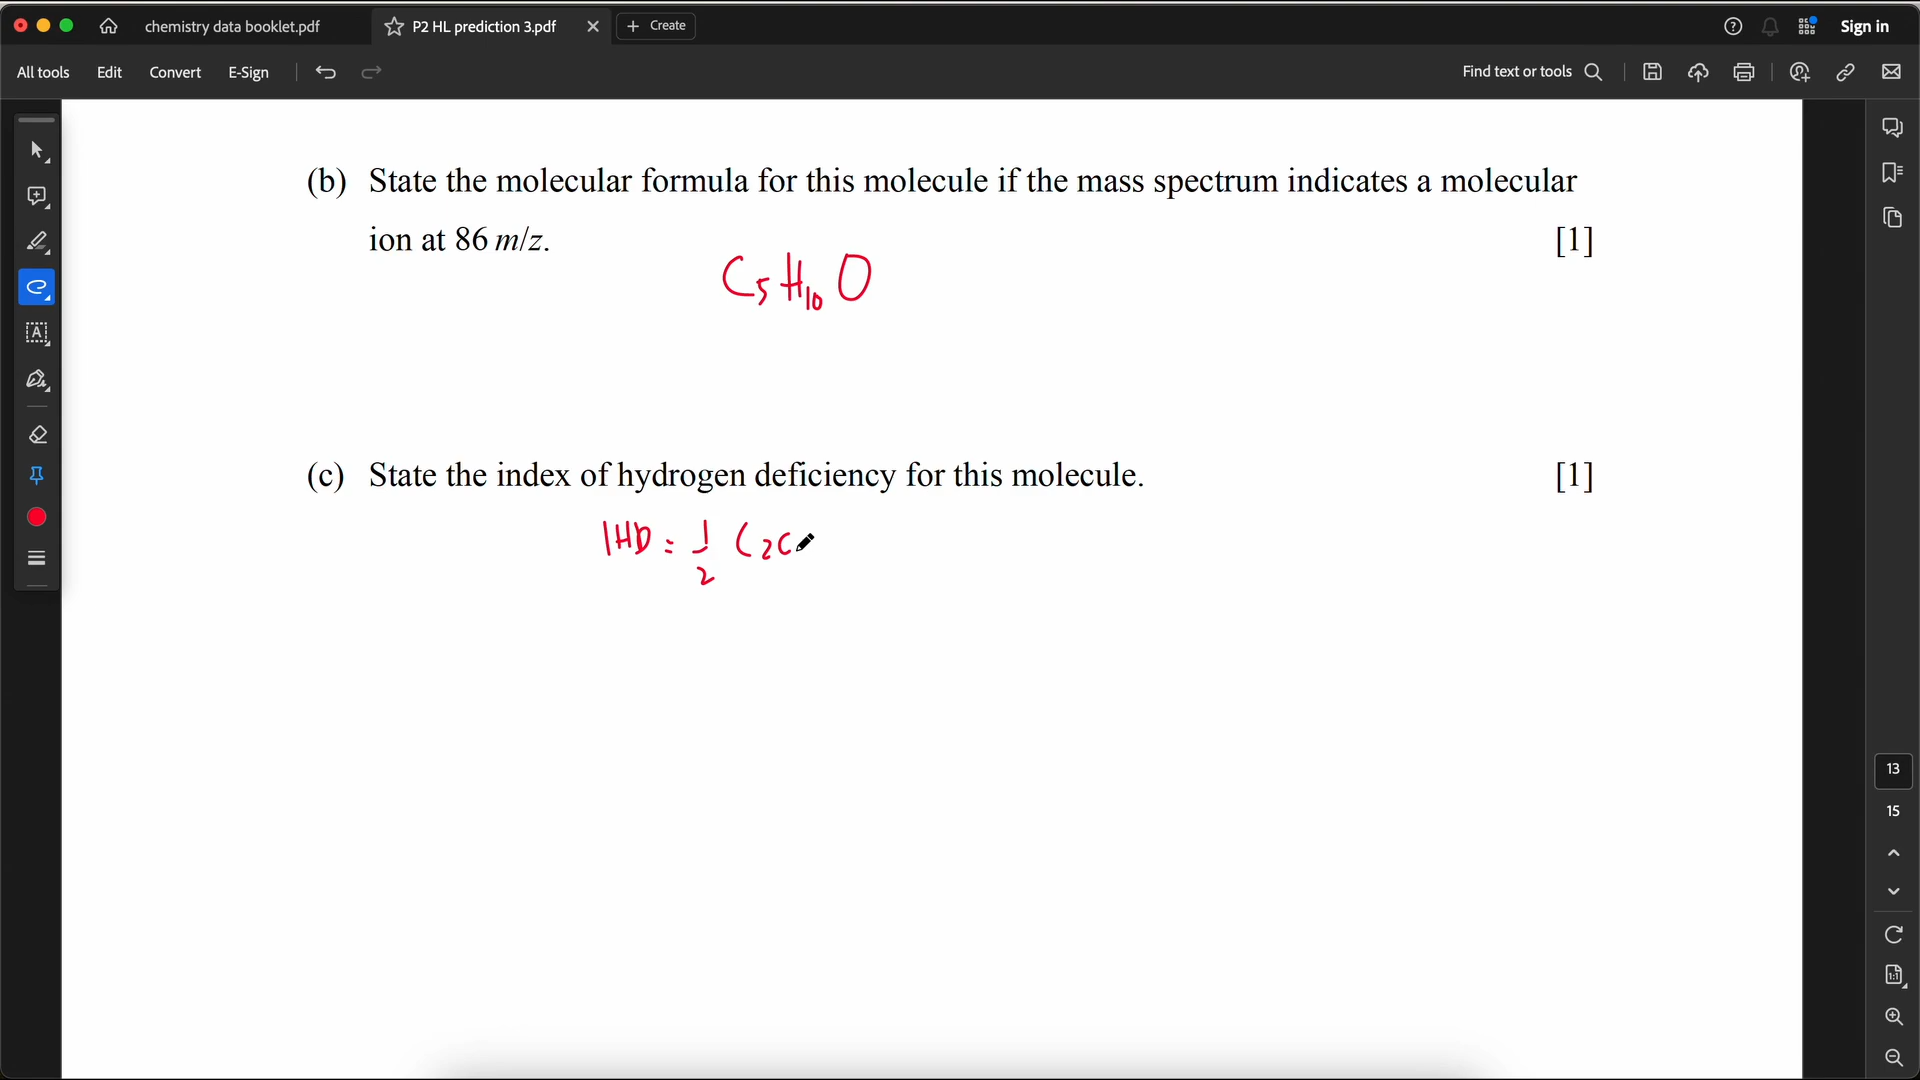 chemistry data booklet.pdf
P2 HL prediction 3.pdf
Create
Sign in
All tools
Edit
Convert
E-Sign
Find text or tools
(b) State the molecular formula for this molecule if the mass spectrum indicates a molecular
ion at 86 m/z. [1]
C₅H₁₀O
(c) State the index of hydrogen deficiency for this molecule. [1]
IHD = 1/2 (2C
13
15